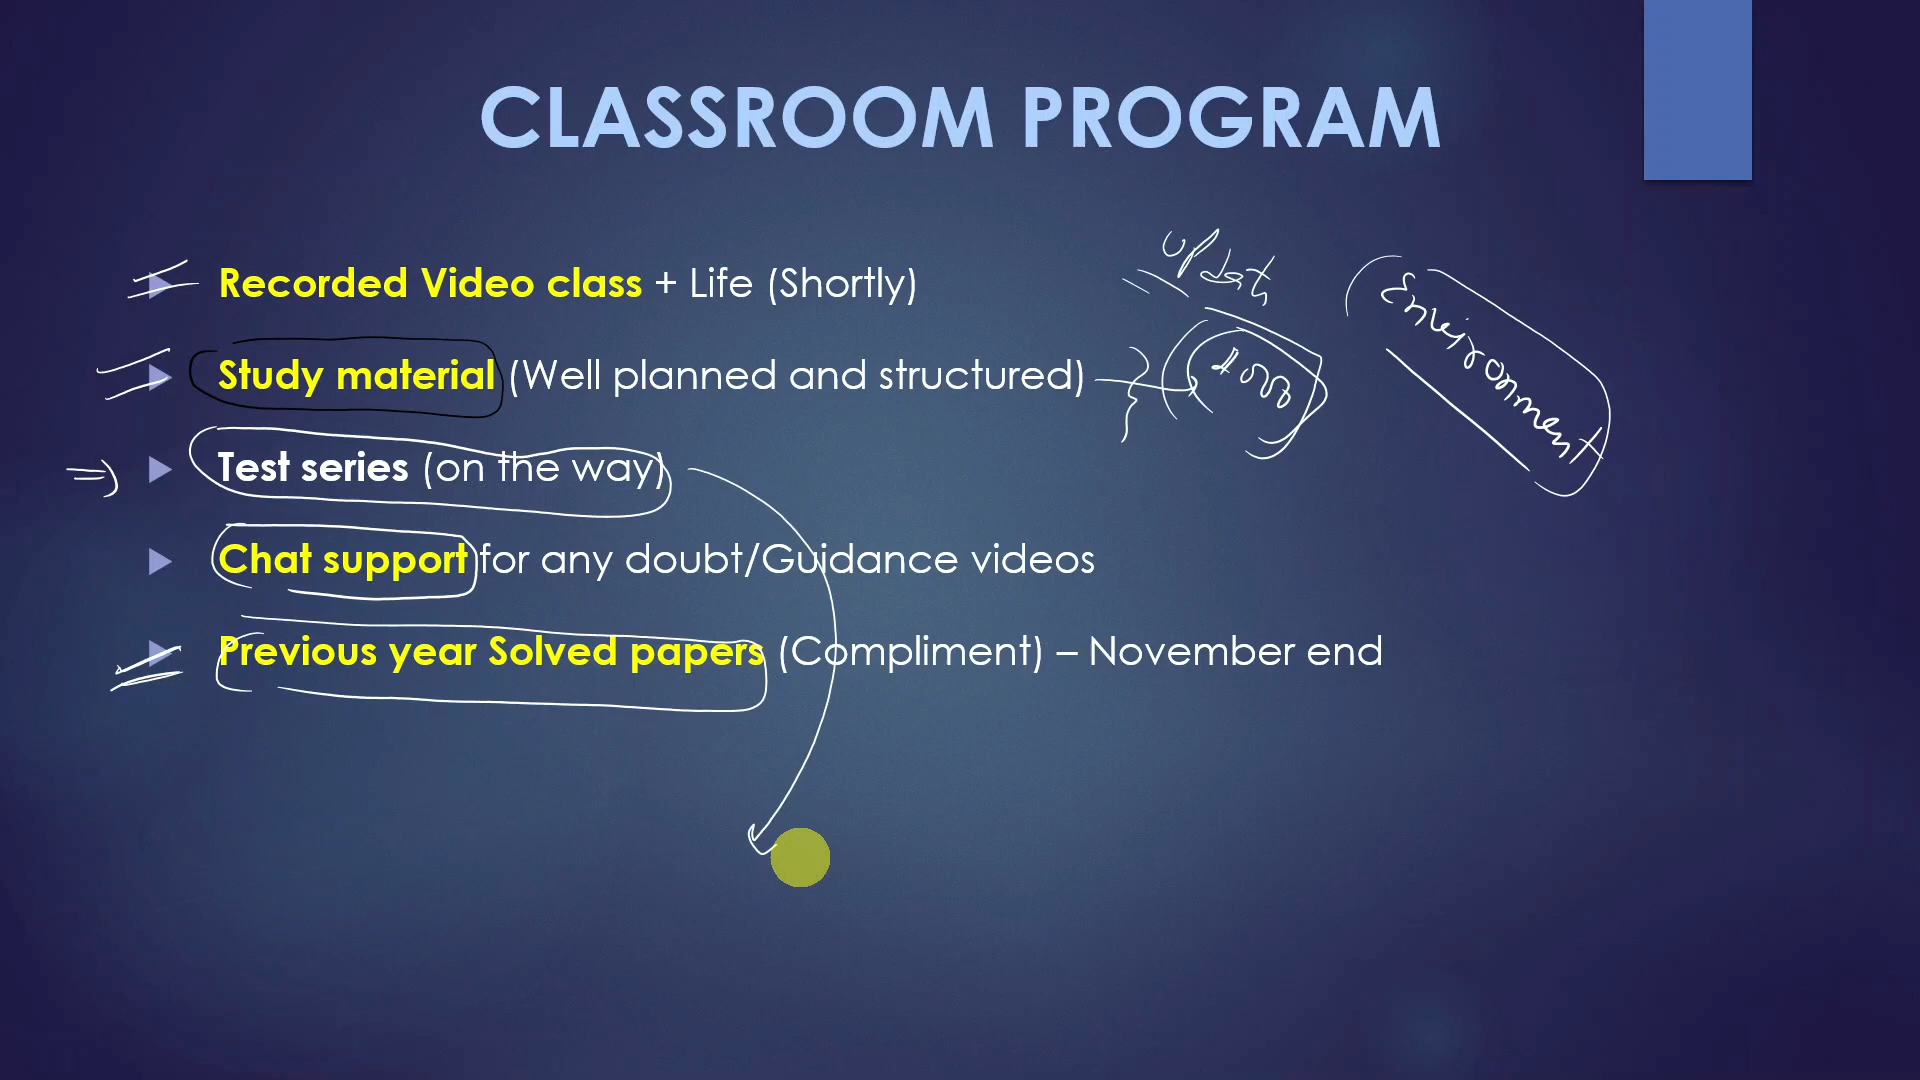 CLASSROOM PROGRAM
Recorded Video class + Life (Shortly)
Study material (Well planned and structured)
Test series (on the way)
Chat support for any doubt/Guidance videos
Previous year Solved papers (Compliment) – November end
Environment